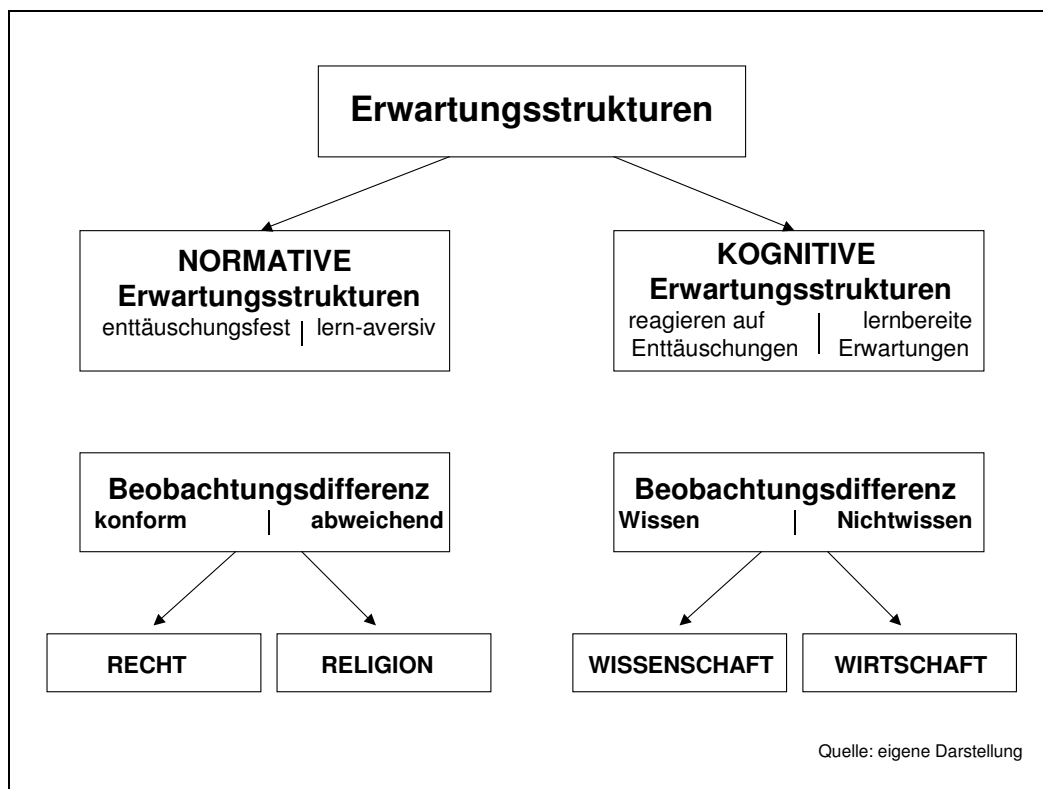 Erwartungsstrukturen
NORMATIVE
Erwartungsstrukturen
enttäuschungsfest | lern-aversiv
KOGNITIVE
Erwartungsstrukturen
reagieren auf | lernbereite
Enttäuschungen | Erwartungen
Beobachtungsdifferenz
konform | abweichend
Beobachtungsdifferenz
Wissen | Nichtwissen
RECHT
RELIGION
WISSENSCHAFT
WIRTSCHAFT
Quelle: eigene Darstellung